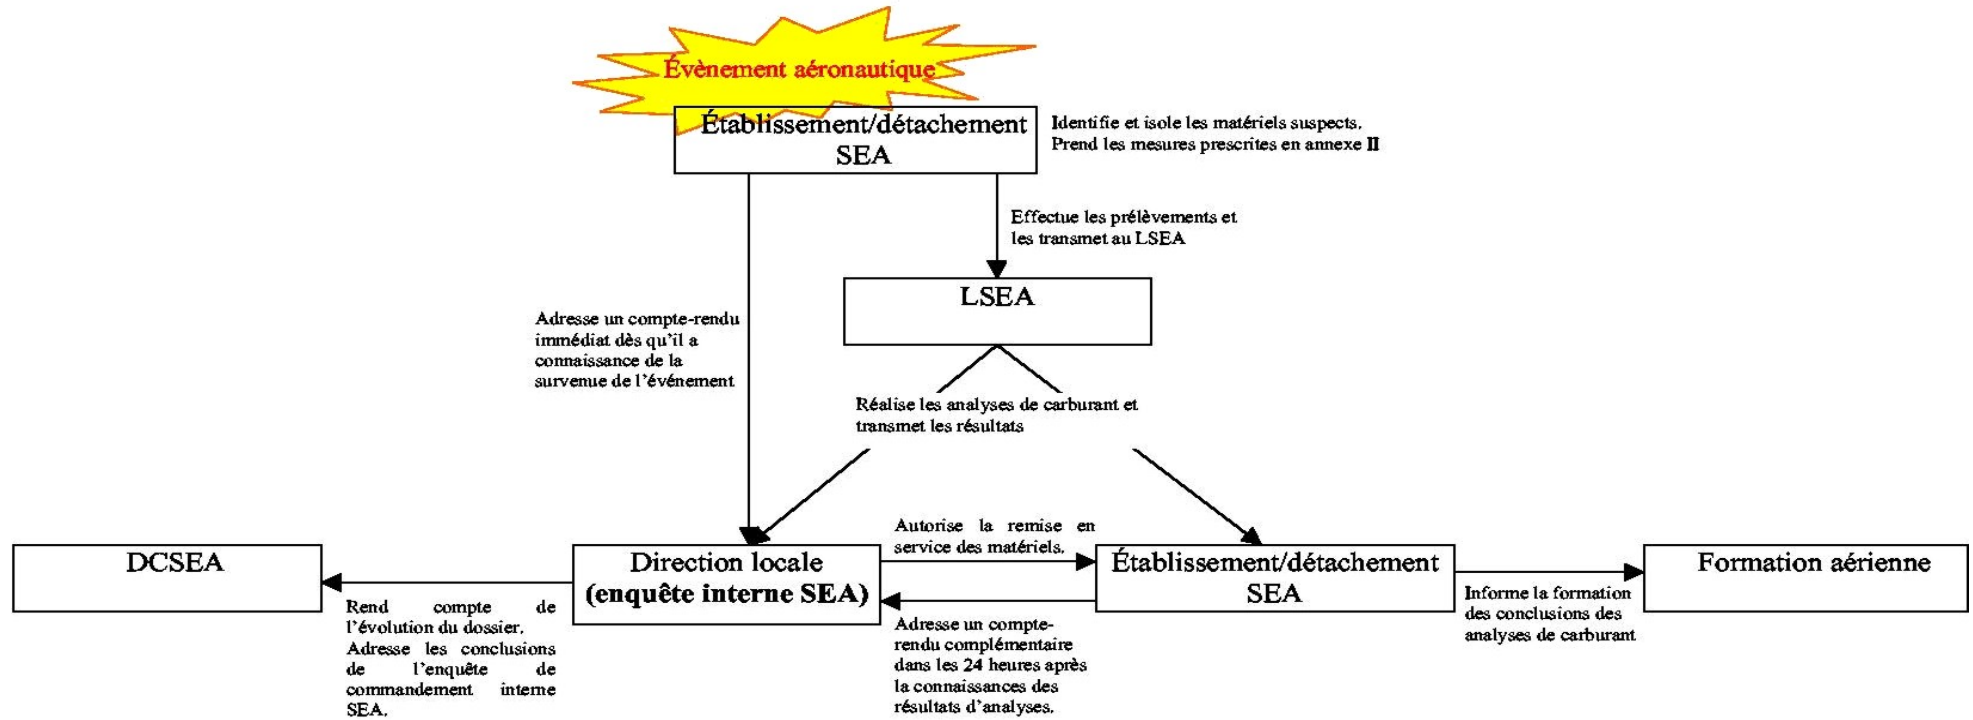 Évènement aéronautique
Établissement/détachement
SEA
Identifie et isole les matériels suspects.
Prend les mesures prescrites en annexe II
Effectue les prélèvements et
les transmet au LSEA
LSEA
Adresse un compte-rendu
immédiat dès qu'il a
connaissance de la
survenue de l'événement
Réalise les analyses de carburant et
transmet les résultats
DCSEA
Rend compte de
l'évolution du dossier.
Adresse les conclusions
de l'enquête de
commandement interne
SEA.
Direction locale
(enquête interne SEA)
Autorise la remise en
service des matériels.
Adresse un compte-
rendu complémentaire
dans les 24 heures après
la connaissances des
résultats d'analyses.
Établissement/détachement
SEA
Informe la formation
des conclusions des
analyses de carburant
Formation aérienne